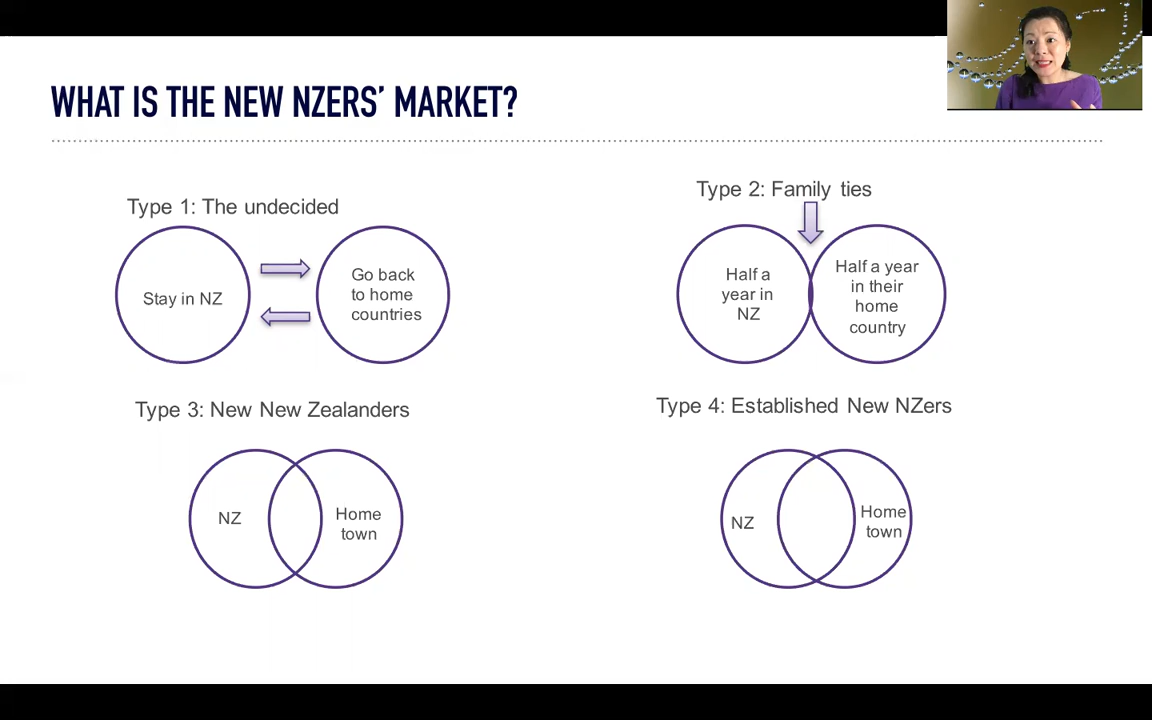 WHAT IS THE NEW NZERS’ MARKET?
Type 1: The undecided
Stay in NZ
Go back
to home
countries
Type 2: Family ties
Half a
year in
NZ
Half a year
in their
home
country
Type 3: New New Zealanders
NZ
Home
town
Type 4: Established New NZers
NZ
Home
town